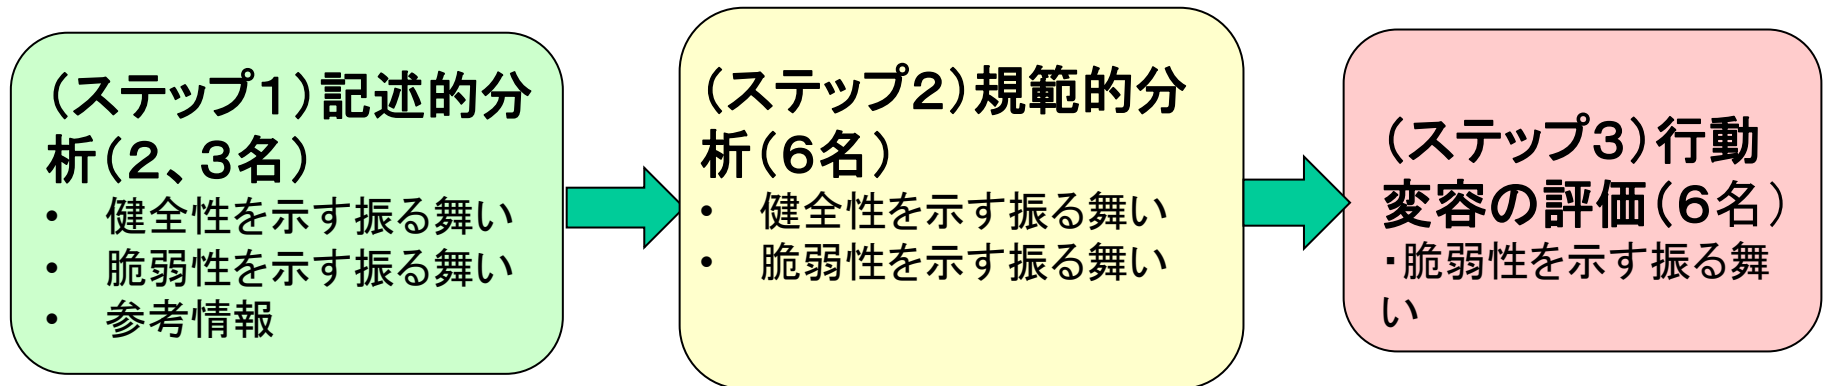 （ステップ１）記述的分
析（２、３名）
• 健全性を示す振る舞い
• 脆弱性を示す振る舞い
• 参考情報
（ステップ２）規範的分
析（６名）
• 健全性を示す振る舞い
• 脆弱性を示す振る舞い
（ステップ３）行動
変容の評価（６名）
・脆弱性を示す振る舞
い